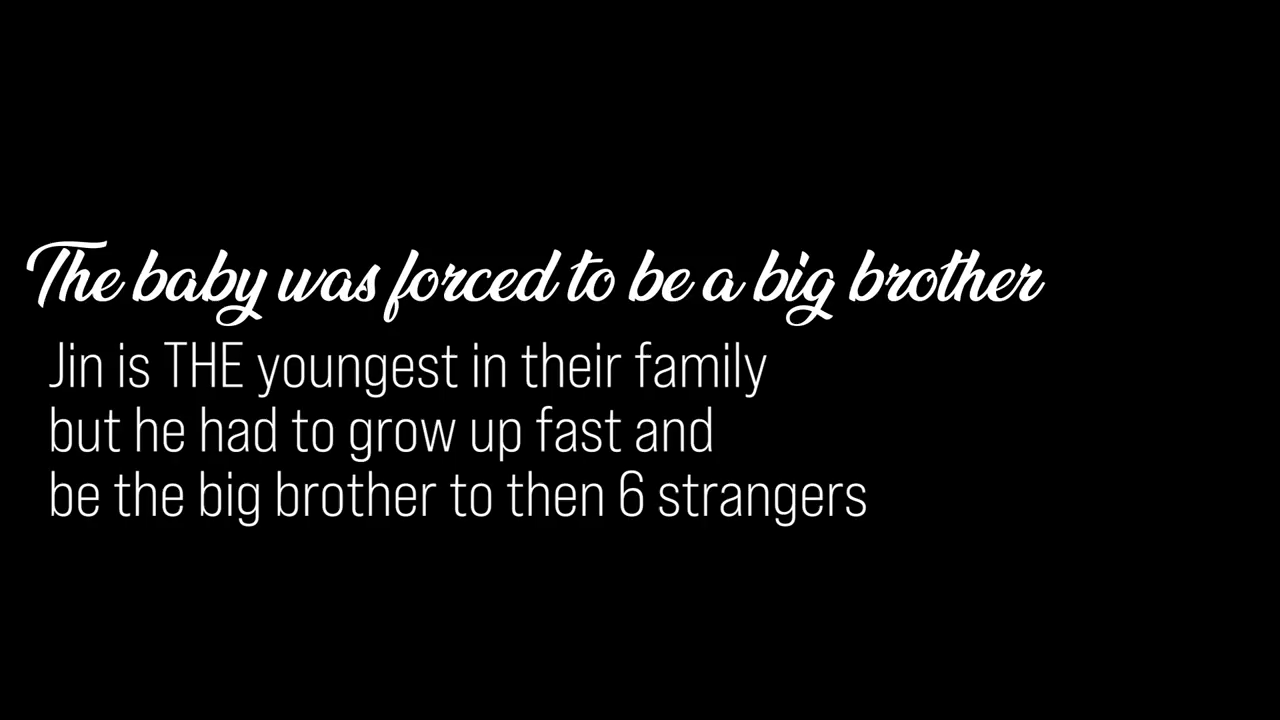 The baby was forced to be a big brother
Jin is THE youngest in their family
but he had to grow up fast and
be the big brother to then 6 strangers